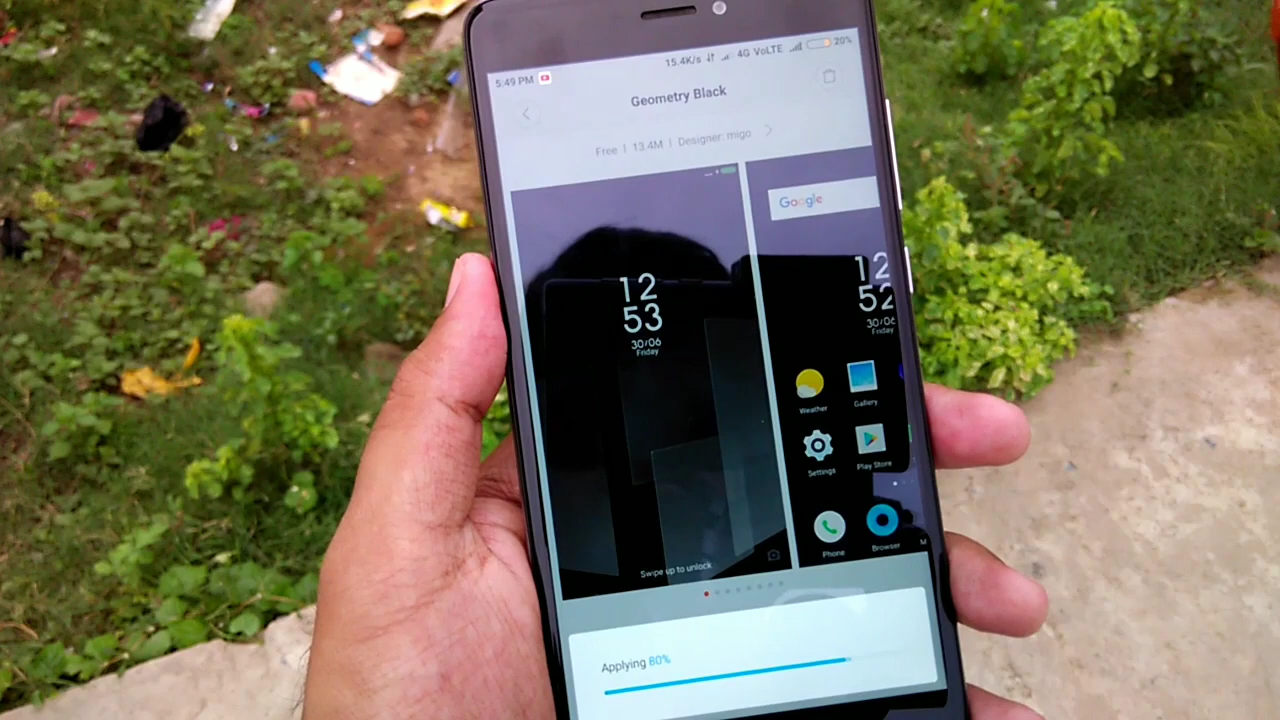 5:49 PM 15.4K/s 4G VoLTE 20%
Geometry Black
Free | 13.4M | Designer: migo
12
53
30/06
Friday
Swipe up to unlock
Google
12
52
30/06
Friday
Weather Gallery
Settings Play Store
Phone Browser M
Applying 80%